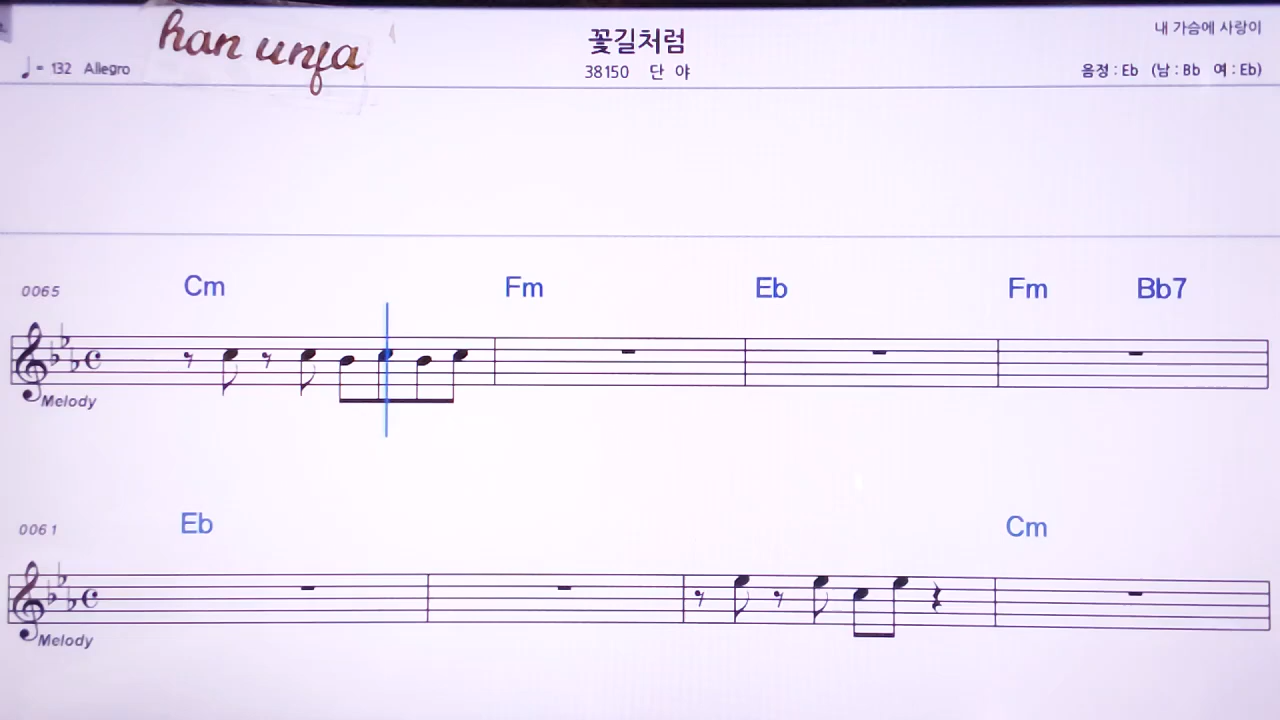 han unfa
꽃길처럼
내 가슴에 사랑이
♩= 132 Allegro
38150 단 야
음정 : Eb (남 : Bb 여 : Eb)
0065 Cm Fm Eb Fm Bb7
Melody
0061 Eb Cm
Melody